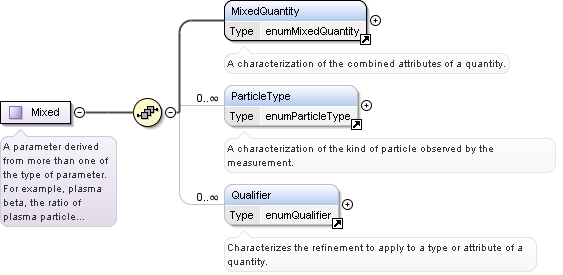 MixedQuantity
Type enumMixedQuantity
A characterization of the combined attributes of a quantity.
0..∞
ParticleType
Type enumParticleType
A characterization of the kind of particle observed by the
measurement.
Mixed
A parameter derived
from more than one of
the type of parameter.
For example, plasma
beta, the ratio of
plasma particle...
0..∞
Qualifier
Type enumQualifier
Characterizes the refinement to apply to a type or attribute of a
quantity.